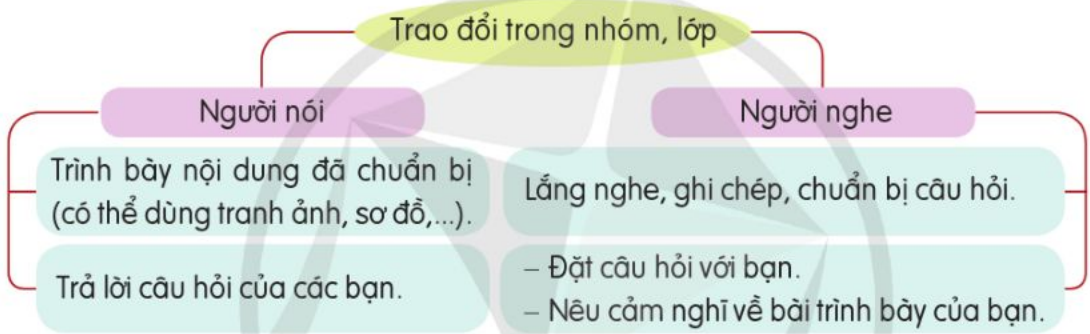 Trao đổi trong nhóm, lớp
Người nói
Trình bày nội dung đã chuẩn bị
(có thể dùng tranh ảnh, sơ đồ,...).
Trả lời câu hỏi của các bạn.
Người nghe
Lắng nghe, ghi chép, chuẩn bị câu hỏi.
– Đặt câu hỏi với bạn.
– Nêu cảm nghĩ về bài trình bày của bạn.